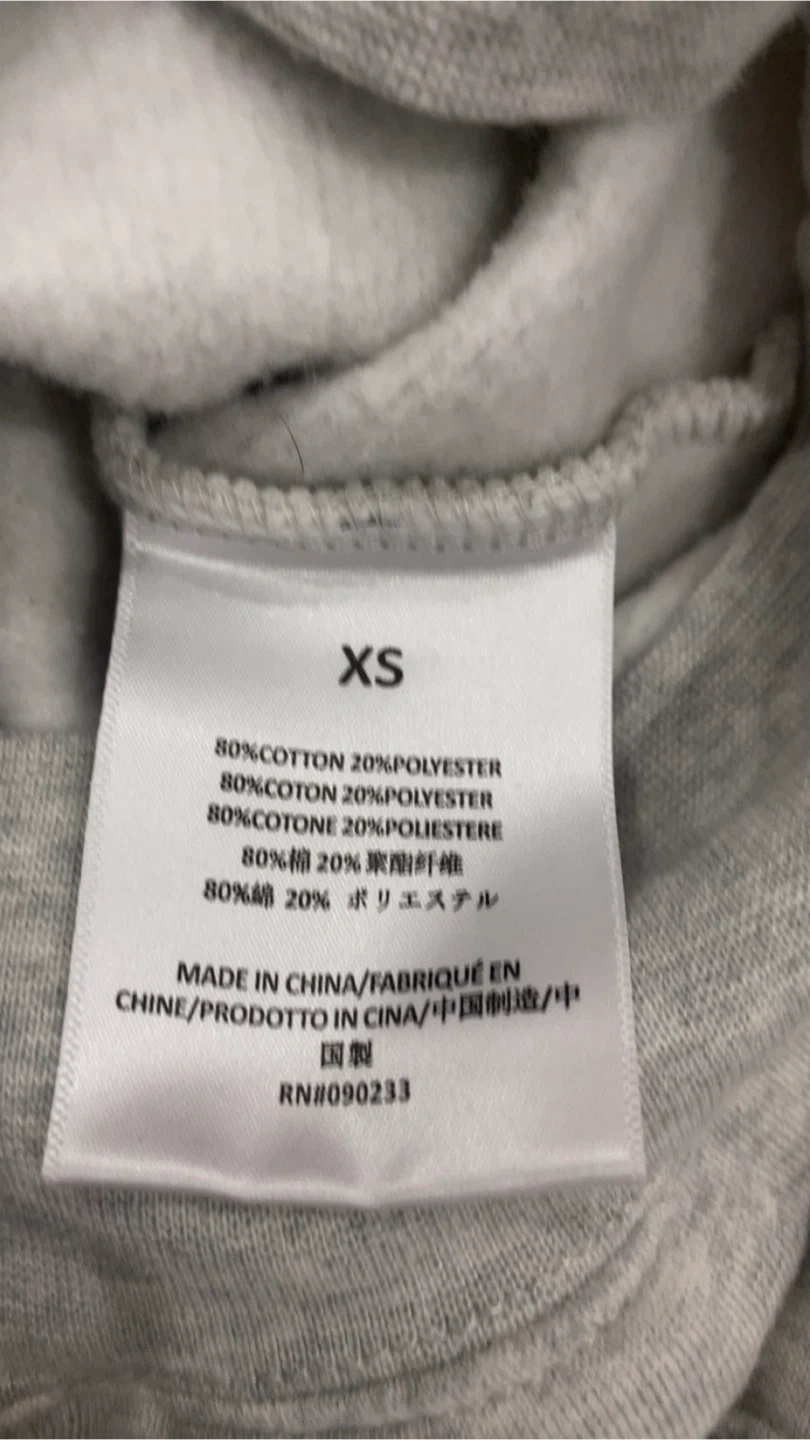 XS
80%COTTON 20%POLYESTER
80%COTON 20%POLYESTER
80%COTONE 20%POLIESTERE
80%棉 20% 聚酯纤维
80%綿 20% ポリエステル
MADE IN CHINA/FABRIQUÉ EN
CHINE/PRODOTTO IN CINA/中国制造/中
国製
RN#090233